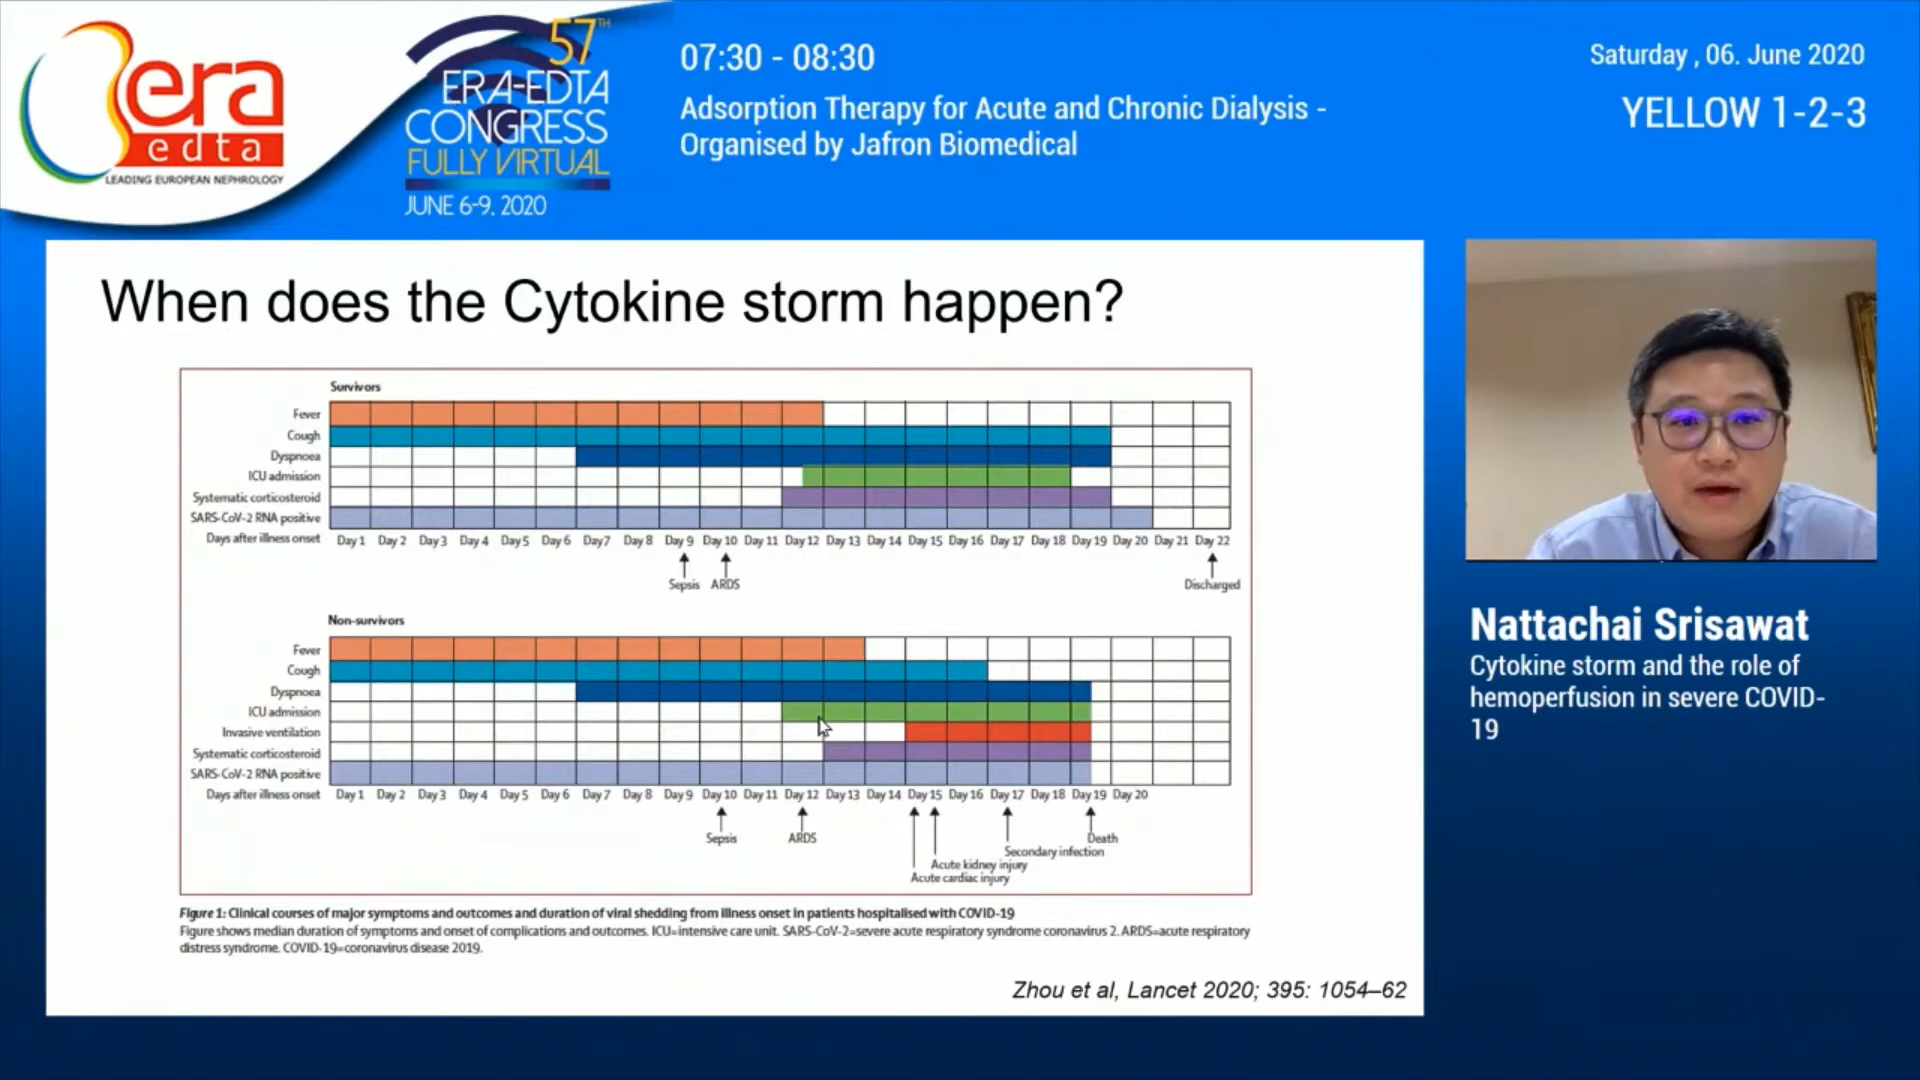 era
edta
LEADING EUROPEAN NEPHROLOGY
57TH
ERA-EDTA
CONGRESS
FULLY VIRTUAL
JUNE 6-9, 2020
07:30 - 08:30
Adsorption Therapy for Acute and Chronic Dialysis -
Organised by Jafron Biomedical
Saturday , 06. June 2020
YELLOW 1-2-3
When does the Cytokine storm happen?
Survivors
Fever
Cough
Dyspnoea
ICU admission
Systematic corticosteroid
SARS-CoV-2 RNA positive
Days after illness onset Day 1 Day 2 Day 3 Day 4 Day 5 Day 6 Day 7 Day 8 Day 9 Day 10 Day 11 Day 12 Day 13 Day 14 Day 15 Day 16 Day 17 Day 18 Day 19 Day 20 Day 21 Day 22
Sepsis ARDS Discharged
Non-survivors
Fever
Cough
Dyspnoea
ICU admission
Invasive ventilation
Systematic corticosteroid
SARS-CoV-2 RNA positive
Days after illness onset Day 1 Day 2 Day 3 Day 4 Day 5 Day 6 Day 7 Day 8 Day 9 Day 10 Day 11 Day 12 Day 13 Day 14 Day 15 Day 16 Day 17 Day 18 Day 19 Day 20
Sepsis ARDS Death
Secondary infection
Acute kidney injury
Acute cardiac injury
Figure 1: Clinical courses of major symptoms and outcomes and duration of viral shedding from illness onset in patients hospitalised with COVID-19
Figure shows median duration of symptoms and onset of complications and outcomes. ICU=intensive care unit. SARS-CoV-2=severe acute respiratory syndrome coronavirus 2. ARDS=acute respiratory
distress syndrome. COVID-19=coronavirus disease 2019.
Zhou et al, Lancet 2020; 395: 1054–62
Nattachai Srisawat
Cytokine storm and the role of
hemoperfusion in severe COVID-
19